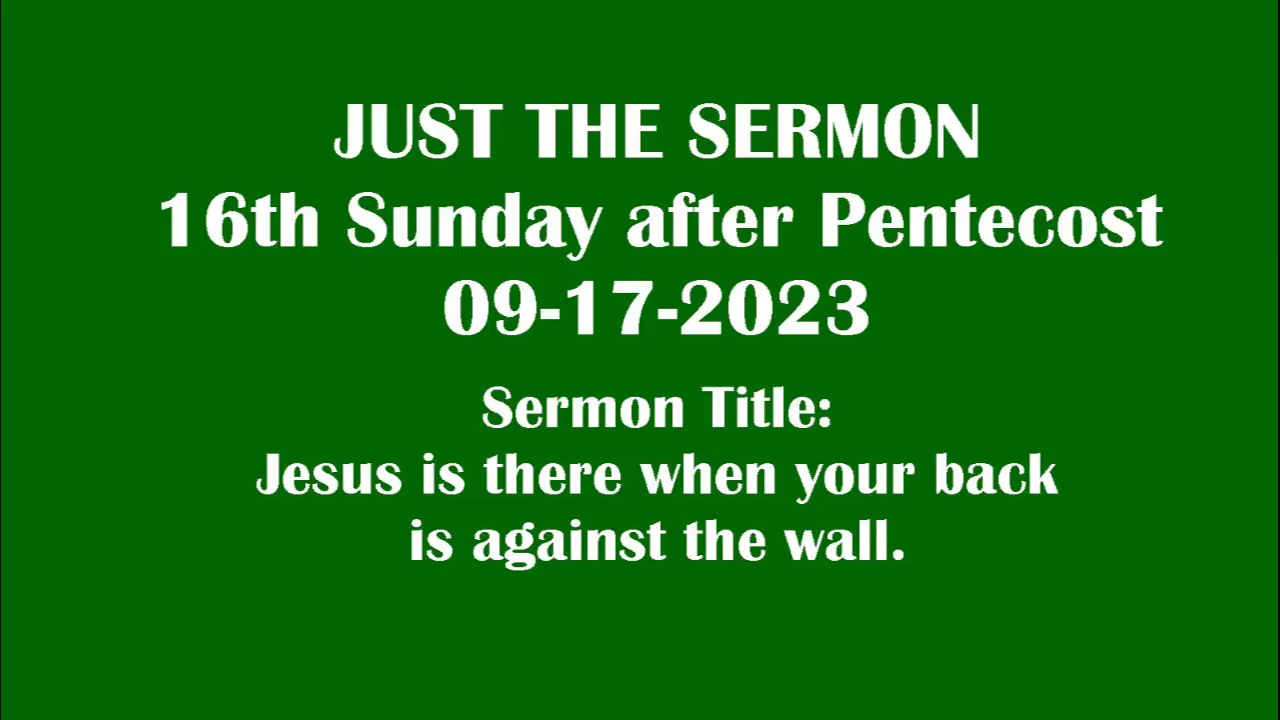 JUST THE SERMON
16th Sunday after Pentecost
09-17-2023
Sermon Title:
Jesus is there when your back
is against the wall.